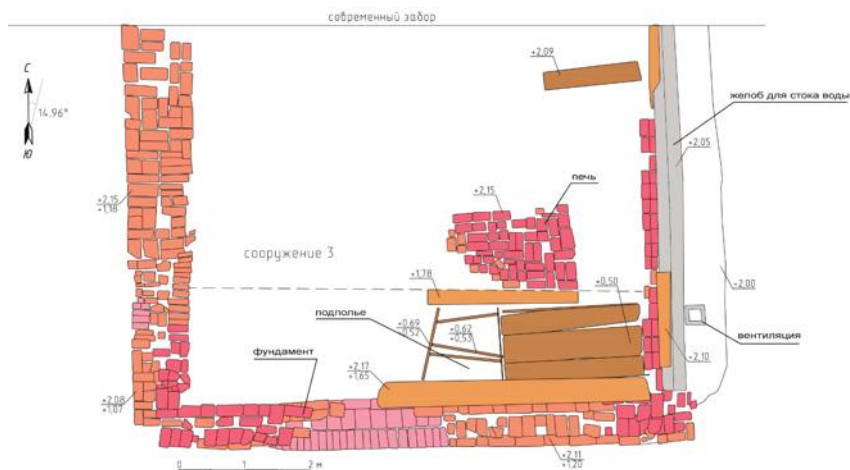 современный забор
С
14.96°
Ю
+2,09
желоб для стока воды
+2,05
+2,15
+1,18
+2,15
печь
сооружение 3
+1,78
+0,50
+2,00
подполье
+0,69
+0,52
+0,62
+0,53
вентиляция
+2,10
фундамент
+2,17
+1,65
+2,08
+1,07
+2,11
+1,20
0 1 2 м